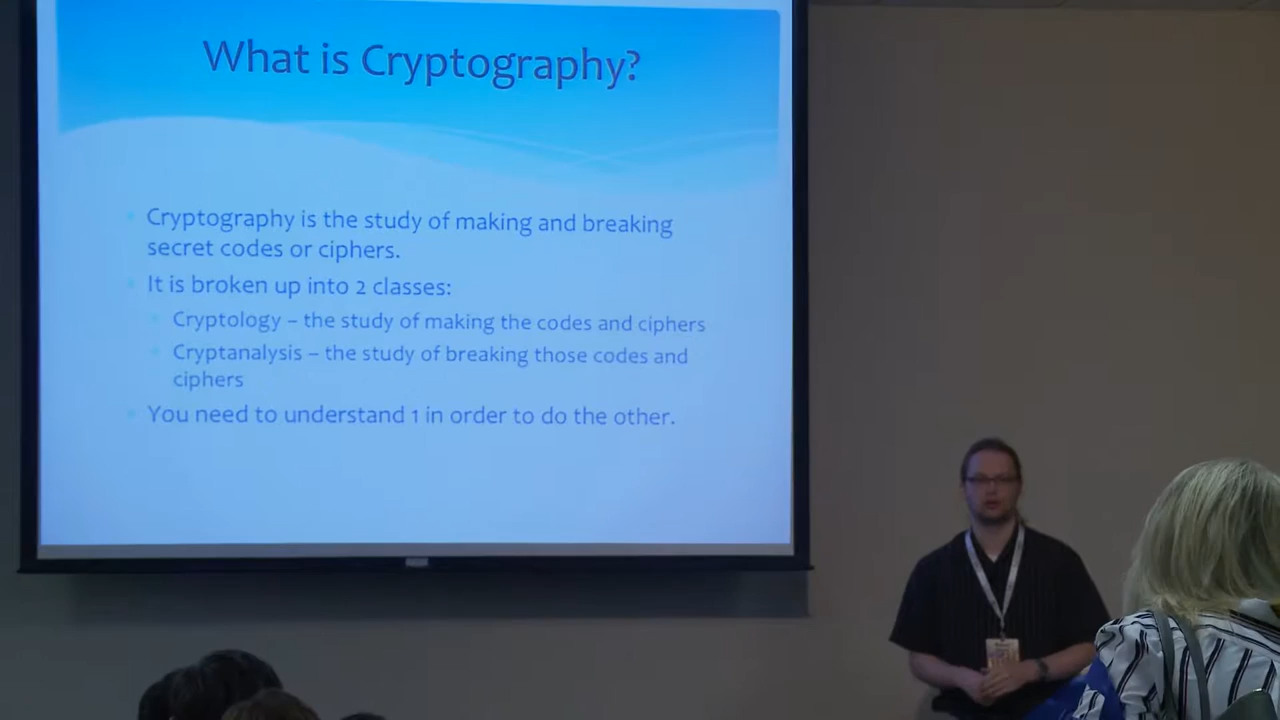 What is Cryptography?
Cryptography is the study of making and breaking
secret codes or ciphers.
It is broken up into 2 classes:
Cryptology – the study of making the codes and ciphers
Cryptanalysis – the study of breaking those codes and
ciphers
You need to understand 1 in order to do the other.